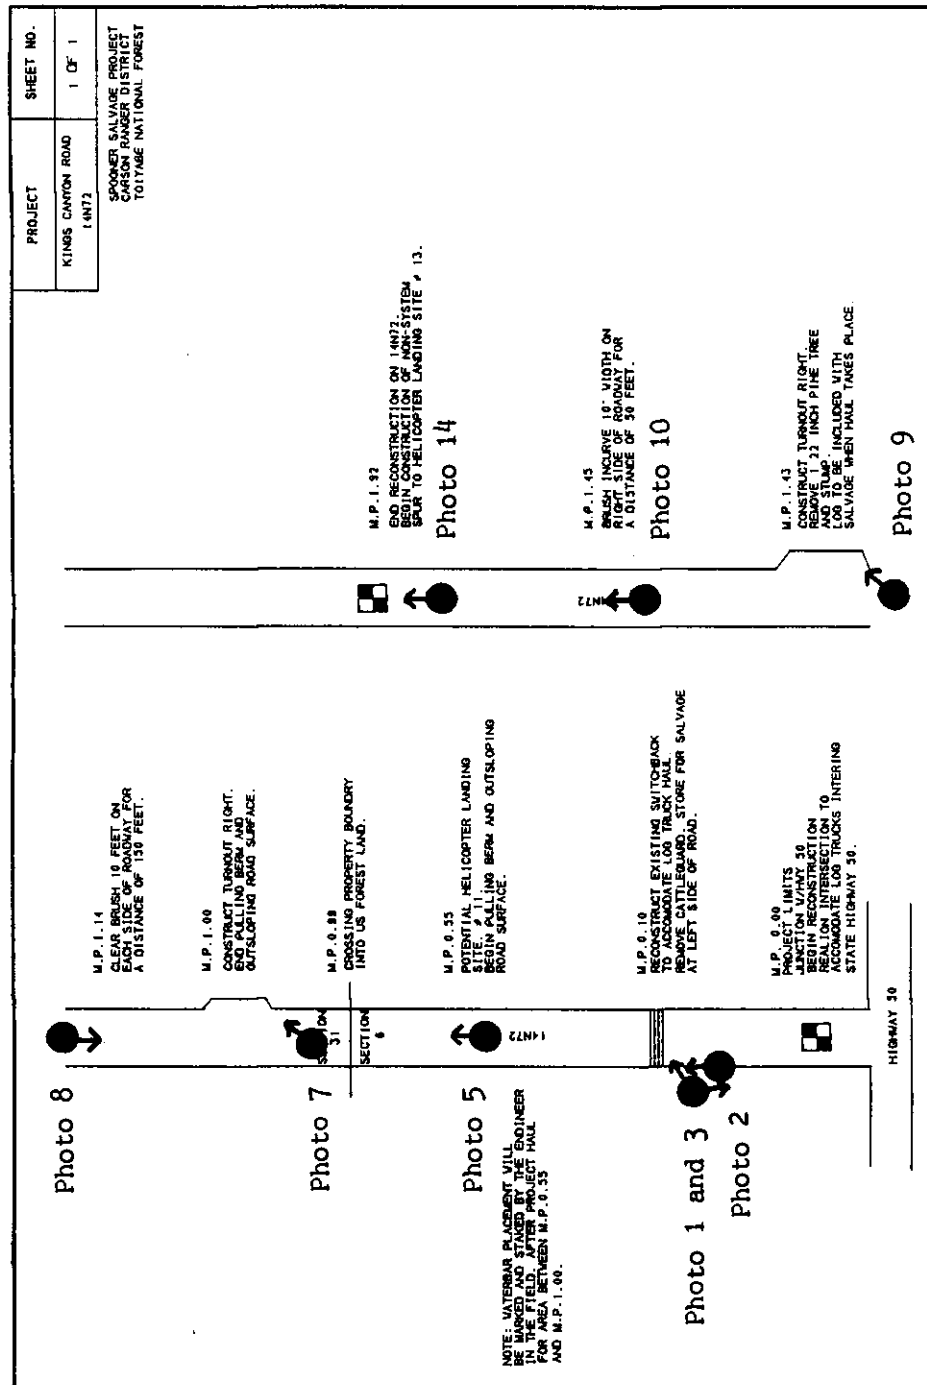 PROJECT
SHEET NO.
KINGS CANYON ROAD
14N72
1 OF 1
SPOONER SALVAGE PROJECT
CARSON RANGER DISTRICT
TOIYABE NATIONAL FOREST
Photo 8
M.P.1.14
CLEAR BRUSH 10 FEET ON
EACH SIDE OF ROADWAY FOR
A DISTANCE OF 150 FEET.
M.P.1.00
CONSTRUCT TURNOUT RIGHT.
END PULLING BERM AND
OUTSLOPING ROAD SURFACE.
Photo 7
SECTION
31
SECTION
6
M.P.0.88
CROSSING PROPERTY BOUNDRY
INTO US FOREST LAND.
Photo 5
14N72
M.P.0.55
POTENTIAL HELICOPTER LANDING
SITE. # 11.
BEGIN PULLING BERM AND OUTSLOPING
ROAD SURFACE.
NOTE: WATERBAR PLACEMENT WILL
BE MARKED AND STAKED BY THE ENGINEER
IN THE FIELD. AFTER PROJECT HAUL
FOR AREA BETWEEN M.P.0.55
AND M.P.1.00.
Photo 1 and 3
Photo 2
M.P.0.10
RECONSTRUCT EXISTING SWITCHBACK
TO ACCOMODATE LOG TRUCK HAUL.
REMOVE CATTLEGUARD. STORE FOR SALVAGE
AT LEFT SIDE OF ROAD.
M.P. 0.00
PROJECT LIMITS
JUNCTION W/HWY 50
BEGIN RECONSTRUCTION
REALIGN INTERSECTION TO
ACCOMODATE LOG TRUCKS INTERING
STATE HIGHWAY 50.
HIGHWAY 50
M.P.1.92
END RECONSTRUCTION ON 14N72.
BEGIN CONSTRUCTION OF NON-SYSTEM
SPUR TO HELICOPTER LANDING SITE # 13.
Photo 14
14N72
M.P.1.45
BRUSH INCURVE 10' WIDTH ON
RIGHT SIDE OF ROADWAY FOR
A DISTANCE OF 50 FEET.
Photo 10
M.P.1.43
CONSTRUCT TURNOUT RIGHT.
REMOVE 1 22 INCH PINE TREE
AND STUMP.
LOG TO BE INCLUDED WITH
SALVAGE WHEN HAUL TAKES PLACE.
Photo 9